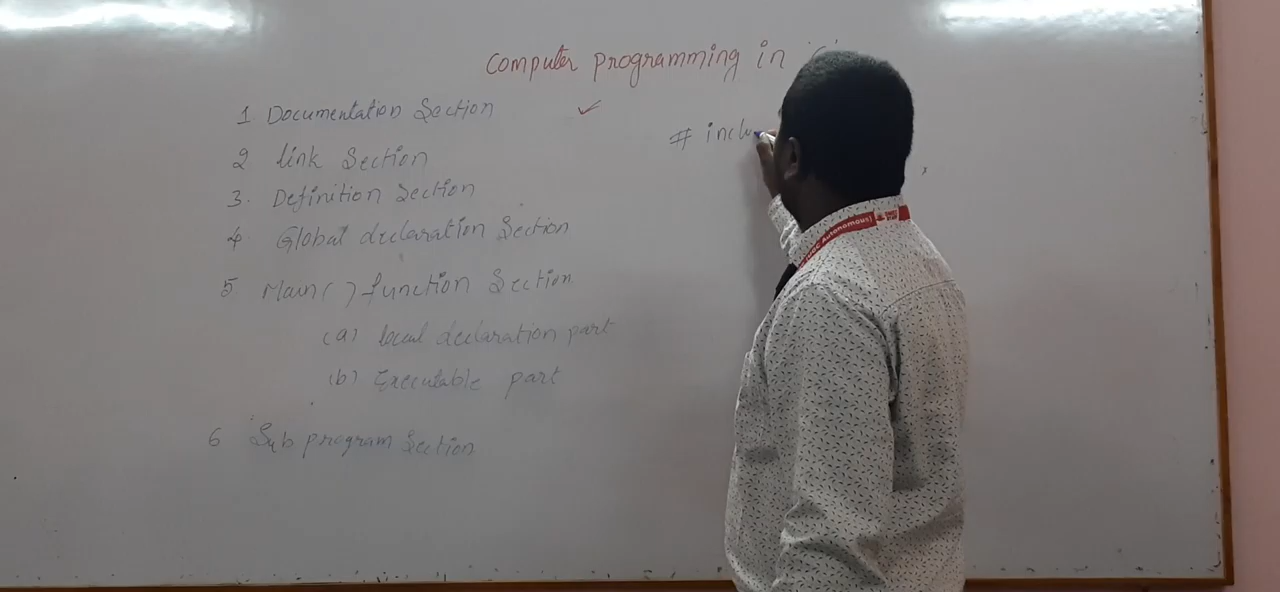 Computer programming in 'C'
1 Documentation Section
2 link Section
3. Definition Section
4. Global declaration Section
5 Main( ) function Section
(a) local declaration part
(b) Executable part
6 Sub program Section
# inclu
Autonomous)